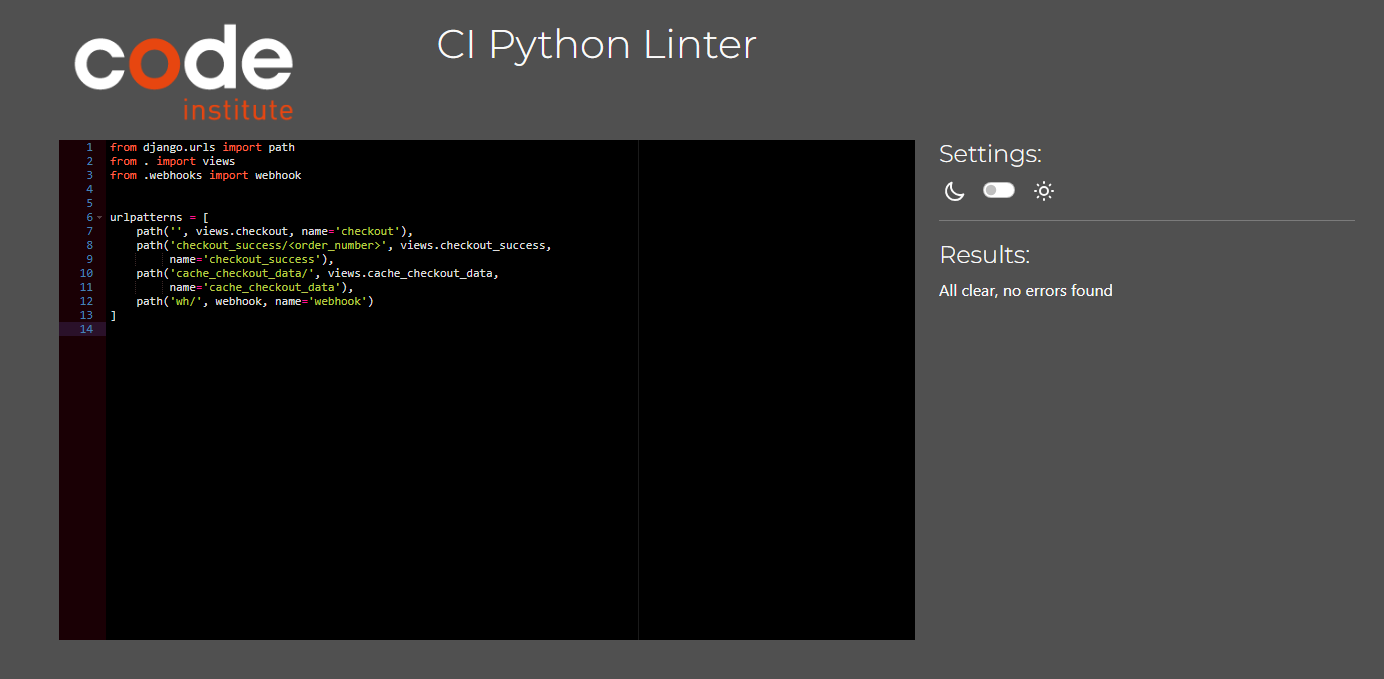 code
institute
CI Python Linter
1 from django.urls import path
2 from . import views
3 from .webhooks import webhook
4
5
6 urlpatterns = [
7     path('', views.checkout, name='checkout'),
8     path('checkout_success/<order_number>', views.checkout_success,
9          name='checkout_success'),
10     path('cache_checkout_data/', views.cache_checkout_data,
11          name='cache_checkout_data'),
12     path('wh/', webhook, name='webhook')
13 ]
14
Settings:
Results:
All clear, no errors found